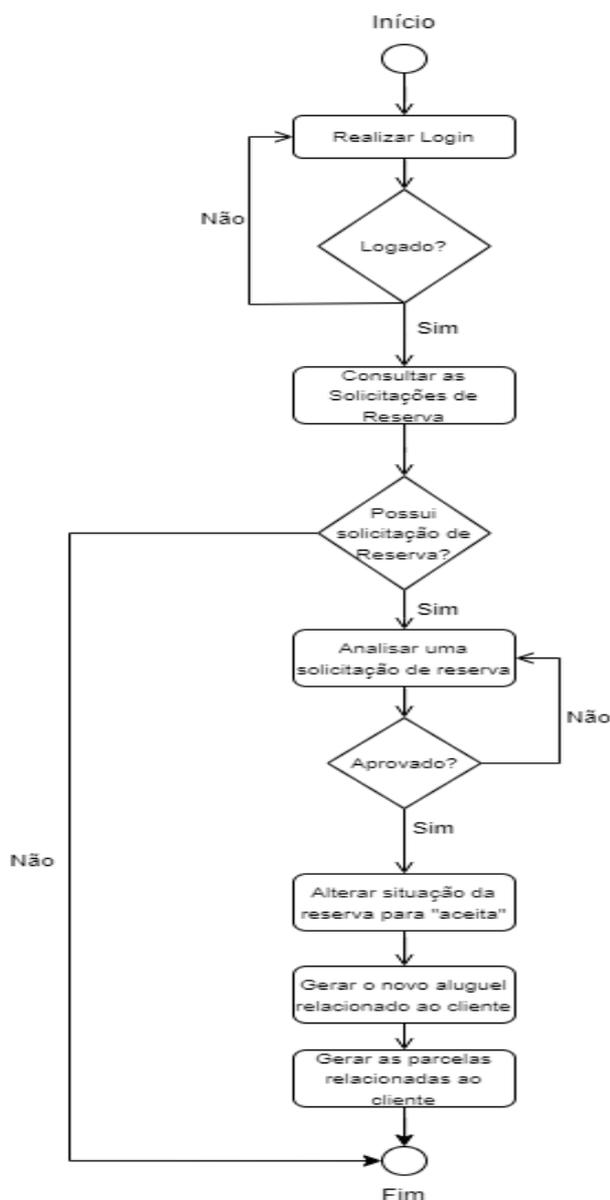 Início
Realizar Login
Não
Logado?
Sim
Consultar as
Solicitações de
Reserva
Possui
solicitação de
Reserva?
Sim
Analisar uma
solicitação de reserva
Não
Aprovado?
Sim
Não
Alterar situação da
reserva para "aceita"
Gerar o novo aluguel
relacionado ao cliente
Gerar as parcelas
relacionadas ao
cliente
Fim